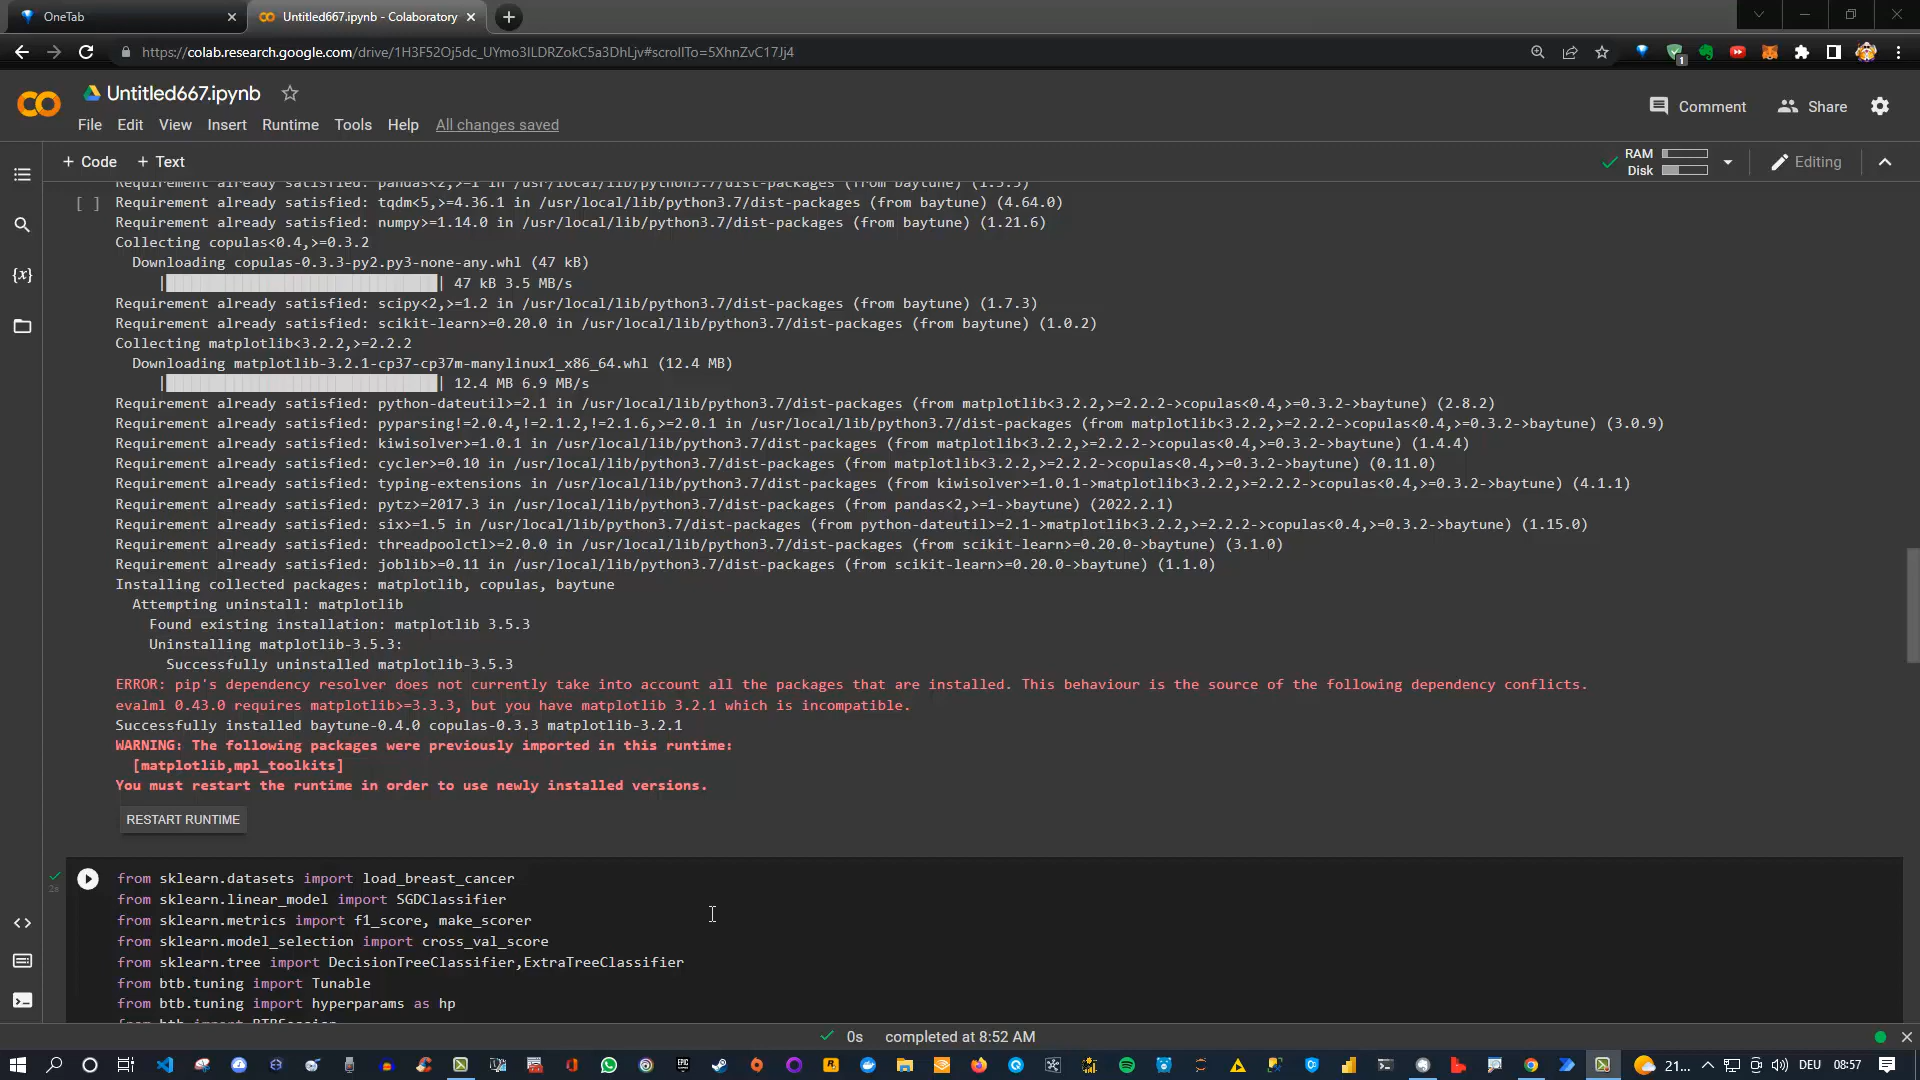 OneTab
Untitled667.ipynb - Colaboratory
https://colab.research.google.com/drive/1H3F52Oj5dc_UYmo3ILDRZokC5a3DhLjv#scrollTo=5XhnZvC17Jj4
Untitled667.ipynb
File Edit View Insert Runtime Tools Help All changes saved
Comment Share
+ Code + Text
RAM
Disk
Editing
Requirement already satisfied: pandas<2,>=1 in /usr/local/lib/python3.7/dist-packages (from baytune) (1.3.5)
[ ]
Requirement already satisfied: tqdm<5,>=4.36.1 in /usr/local/lib/python3.7/dist-packages (from baytune) (4.64.0)
Requirement already satisfied: numpy>=1.14.0 in /usr/local/lib/python3.7/dist-packages (from baytune) (1.21.6)
Collecting copulas<0.4,>=0.3.2
Downloading copulas-0.3.3-py2.py3-none-any.whl (47 kB)
|████████████████████████████████| 47 kB 3.5 MB/s
Requirement already satisfied: scipy<2,>=1.2 in /usr/local/lib/python3.7/dist-packages (from baytune) (1.7.3)
Requirement already satisfied: scikit-learn>=0.20.0 in /usr/local/lib/python3.7/dist-packages (from baytune) (1.0.2)
Collecting matplotlib<3.2.2,>=2.2.2
Downloading matplotlib-3.2.1-cp37-cp37m-manylinux1_x86_64.whl (12.4 MB)
|████████████████████████████████| 12.4 MB 6.9 MB/s
Requirement already satisfied: python-dateutil>=2.1 in /usr/local/lib/python3.7/dist-packages (from matplotlib<3.2.2,>=2.2.2->copulas<0.4,>=0.3.2->baytune) (2.8.2)
Requirement already satisfied: pyparsing!=2.0.4,!=2.1.2,!=2.1.6,>=2.0.1 in /usr/local/lib/python3.7/dist-packages (from matplotlib<3.2.2,>=2.2.2->copulas<0.4,>=0.3.2->baytune) (3.0.9)
Requirement already satisfied: kiwisolver>=1.0.1 in /usr/local/lib/python3.7/dist-packages (from matplotlib<3.2.2,>=2.2.2->copulas<0.4,>=0.3.2->baytune) (1.4.4)
Requirement already satisfied: cycler>=0.10 in /usr/local/lib/python3.7/dist-packages (from matplotlib<3.2.2,>=2.2.2->copulas<0.4,>=0.3.2->baytune) (0.11.0)
Requirement already satisfied: typing-extensions in /usr/local/lib/python3.7/dist-packages (from kiwisolver>=1.0.1->matplotlib<3.2.2,>=2.2.2->copulas<0.4,>=0.3.2->baytune) (4.1.1)
Requirement already satisfied: pytz>=2017.3 in /usr/local/lib/python3.7/dist-packages (from pandas<2,>=1->baytune) (2022.2.1)
Requirement already satisfied: six>=1.5 in /usr/local/lib/python3.7/dist-packages (from python-dateutil>=2.1->matplotlib<3.2.2,>=2.2.2->copulas<0.4,>=0.3.2->baytune) (1.15.0)
Requirement already satisfied: threadpoolctl>=2.0.0 in /usr/local/lib/python3.7/dist-packages (from scikit-learn>=0.20.0->baytune) (3.1.0)
Requirement already satisfied: joblib>=0.11 in /usr/local/lib/python3.7/dist-packages (from scikit-learn>=0.20.0->baytune) (1.1.0)
Installing collected packages: matplotlib, copulas, baytune
Attempting uninstall: matplotlib
Found existing installation: matplotlib 3.5.3
Uninstalling matplotlib-3.5.3:
Successfully uninstalled matplotlib-3.5.3
ERROR: pip's dependency resolver does not currently take into account all the packages that are installed. This behaviour is the source of the following dependency conflicts.
evalml 0.43.0 requires matplotlib>=3.3.3, but you have matplotlib 3.2.1 which is incompatible.
Successfully installed baytune-0.4.0 copulas-0.3.3 matplotlib-3.2.1
WARNING: The following packages were previously imported in this runtime:
[matplotlib,mpl_toolkits]
You must restart the runtime in order to use newly installed versions.
RESTART RUNTIME
2s
from sklearn.datasets import load_breast_cancer
from sklearn.linear_model import SGDClassifier
from sklearn.metrics import f1_score, make_scorer
from sklearn.model_selection import cross_val_score
from sklearn.tree import DecisionTreeClassifier,ExtraTreeClassifier
from btb.tuning import Tunable
from btb.tuning import hyperparams as hp
from btb import BTBSession
0s completed at 8:52 AM
21... DEU 08:57